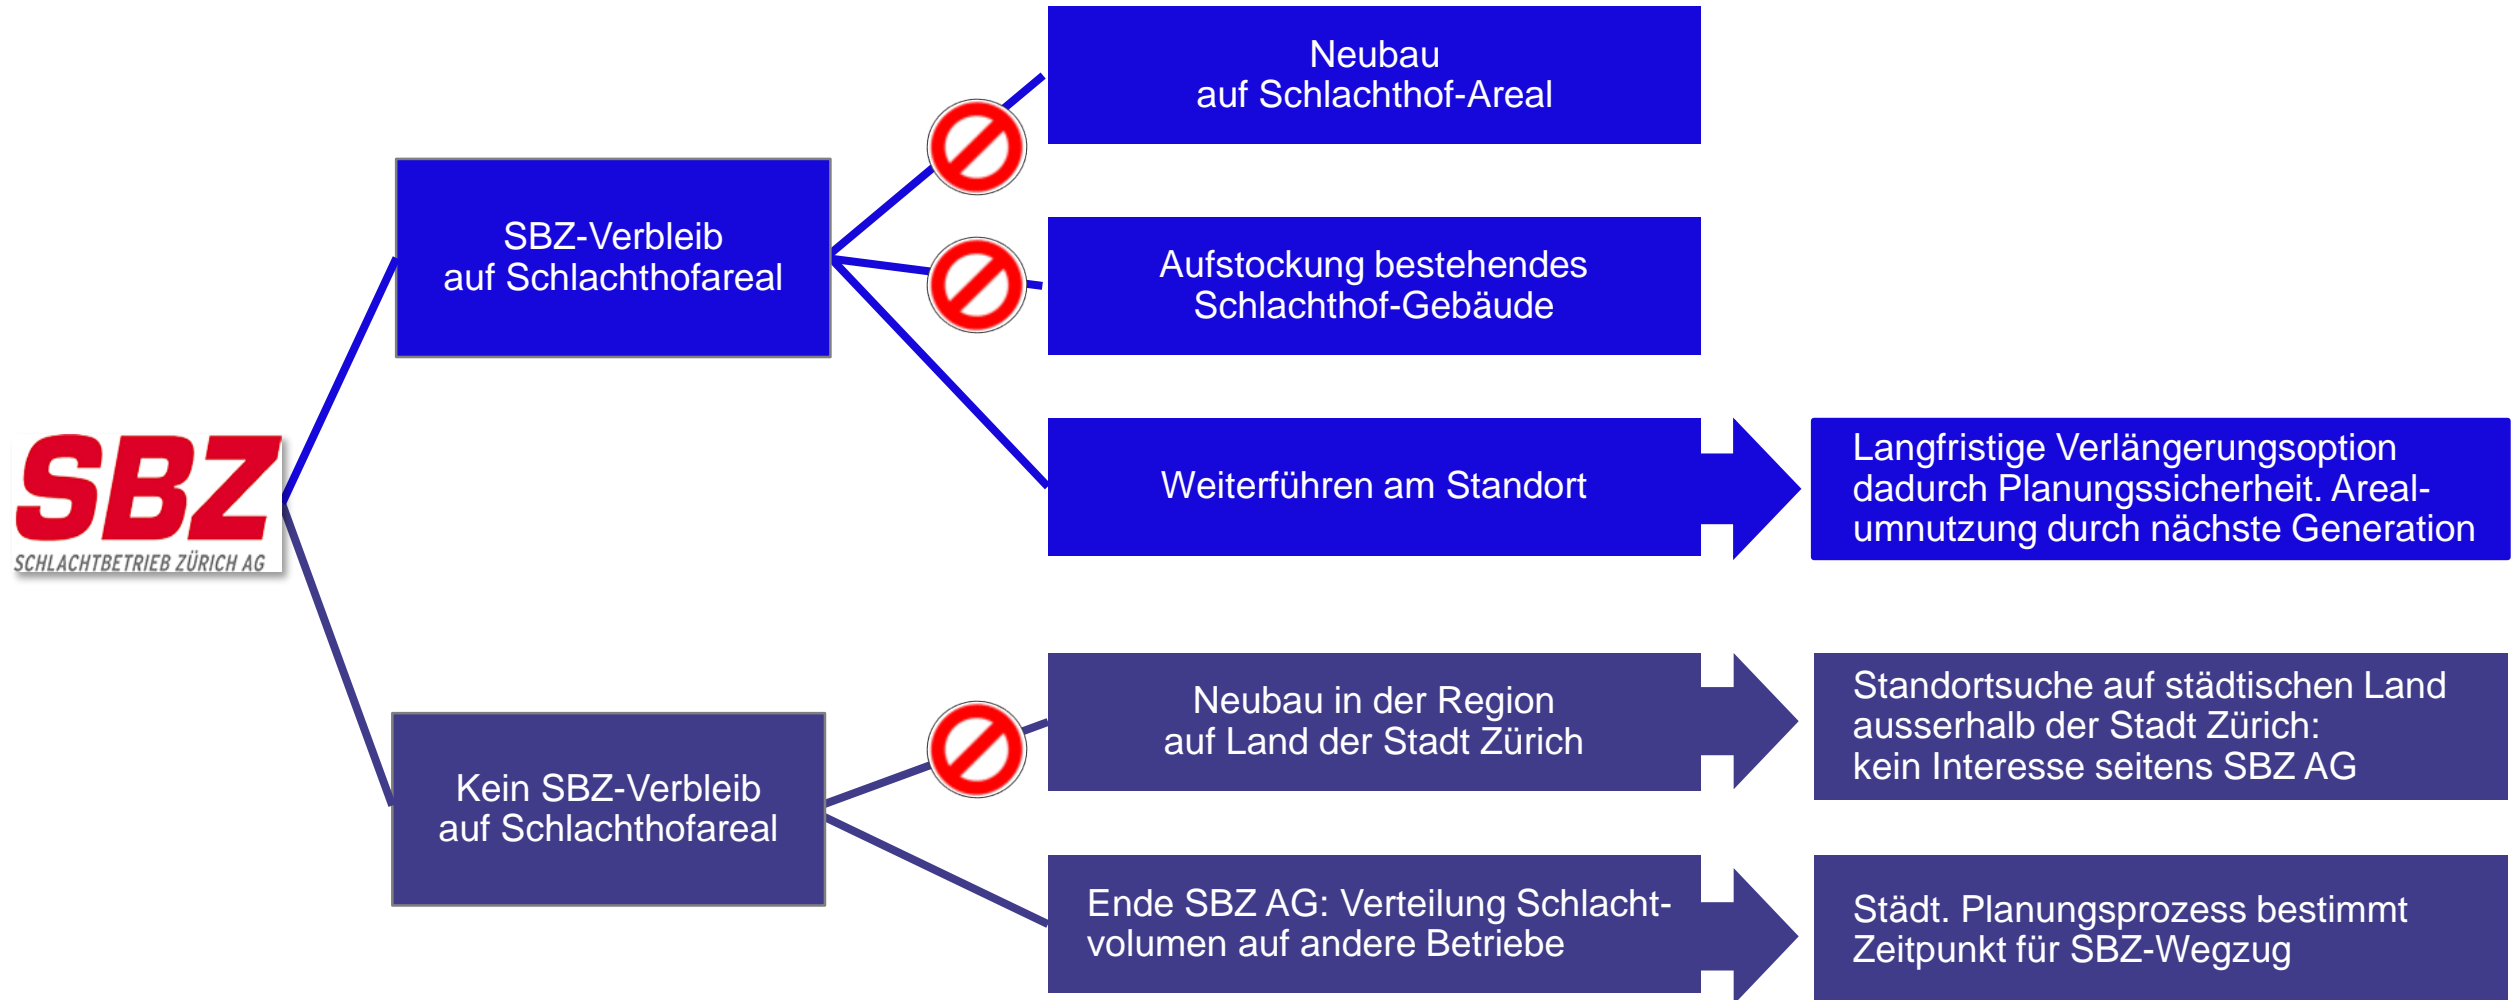 Neubau
auf Schlachthof-Areal
SBZ-Verbleib
auf Schlachthofareal
Aufstockung bestehendes
Schlachthof-Gebäude
Weiterführen am Standort
Langfristige Verlängerungsoption
dadurch Planungssicherheit. Areal-
umnutzung durch nächste Generation
SBZ
SCHLACHTBETRIEB ZÜRICH AG
Kein SBZ-Verbleib
auf Schlachthofareal
Neubau in der Region
auf Land der Stadt Zürich
Standortsuche auf städtischen Land
ausserhalb der Stadt Zürich:
kein Interesse seitens SBZ AG
Ende SBZ AG: Verteilung Schlacht-
volumen auf andere Betriebe
Städt. Planungsprozess bestimmt
Zeitpunkt für SBZ-Wegzug